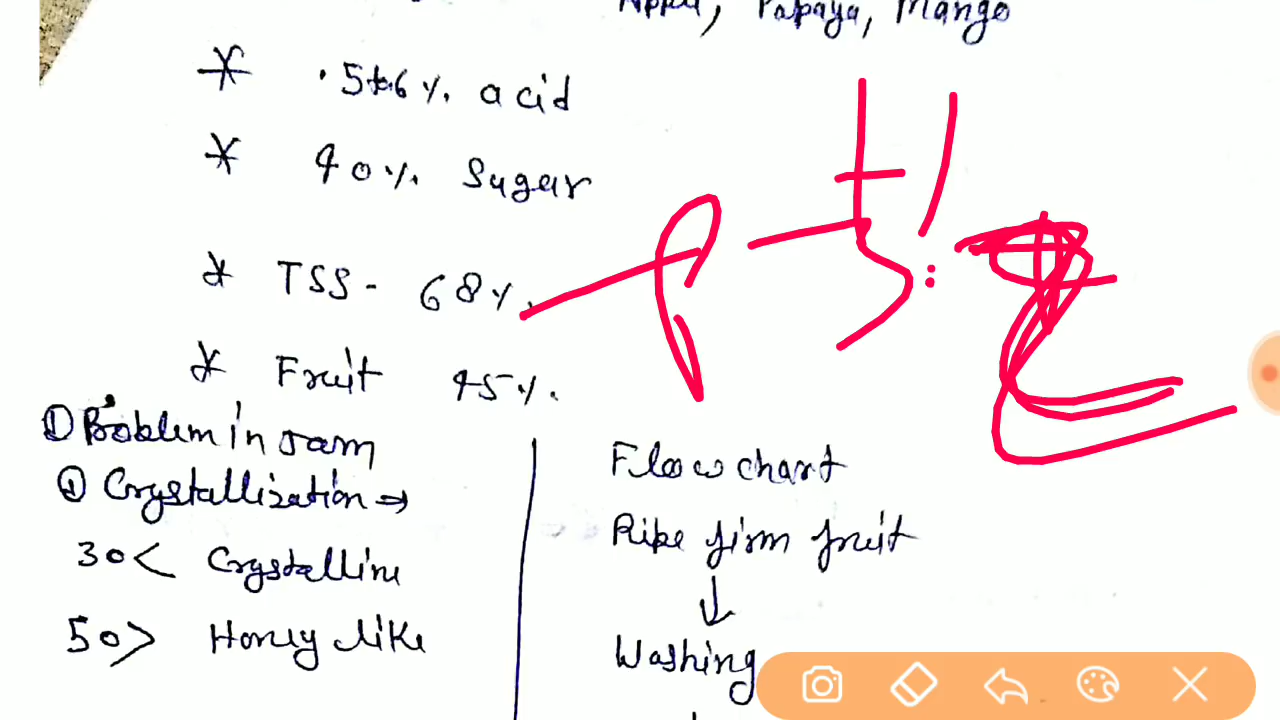 Appu, Papaya, Mango
* .5 to .6 % acid
* 40 % Sugar
* TSS - 68 %.
* Fruit 45 %.
① Problem in Jam
① Crystallization →
30 < Crystalline
50 > Honey like
Flow chart
Ripe firm fruit
↓
Washing